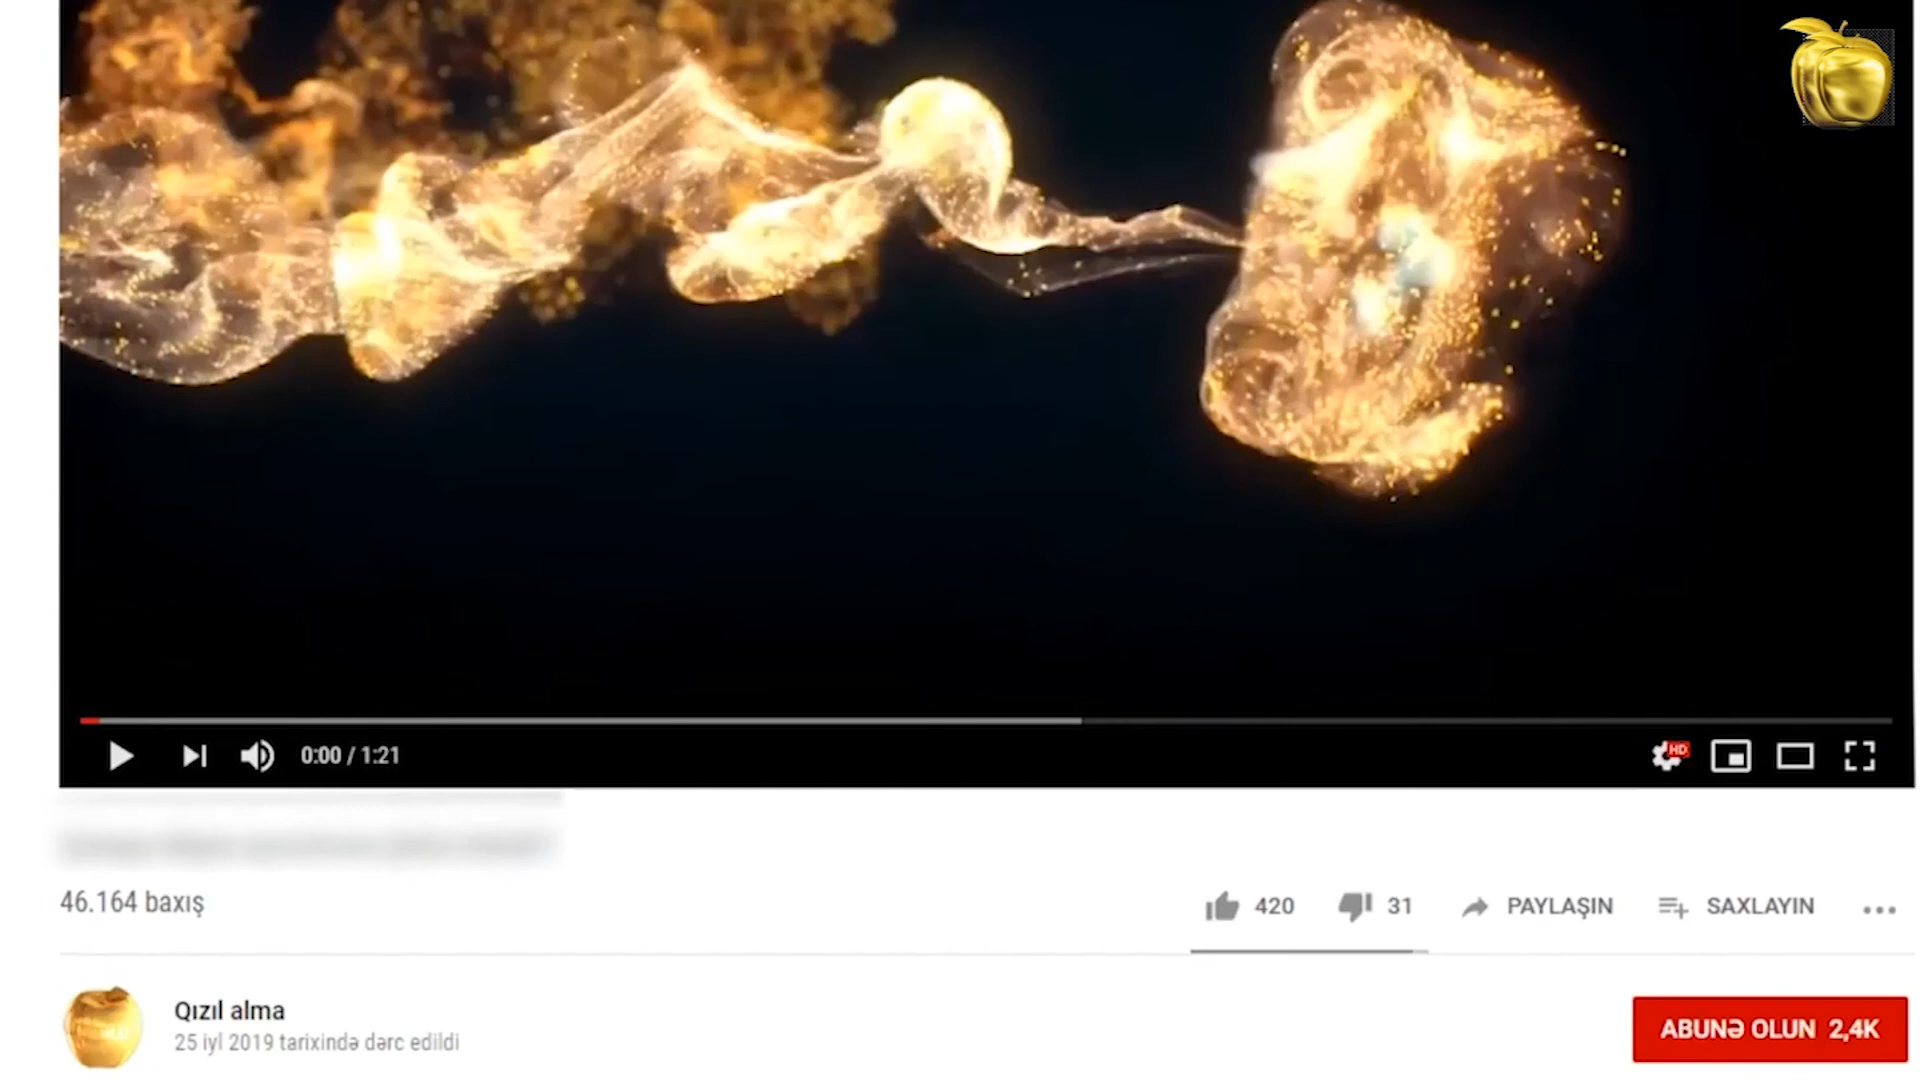 0:00 / 1:21
HD
46.164 baxış
420
31
PAYLAŞIN
SAXLAYIN
Qızıl alma
25 iyl 2019 tarixində dərc edildi
ABUNƏ OLUN 2,4K